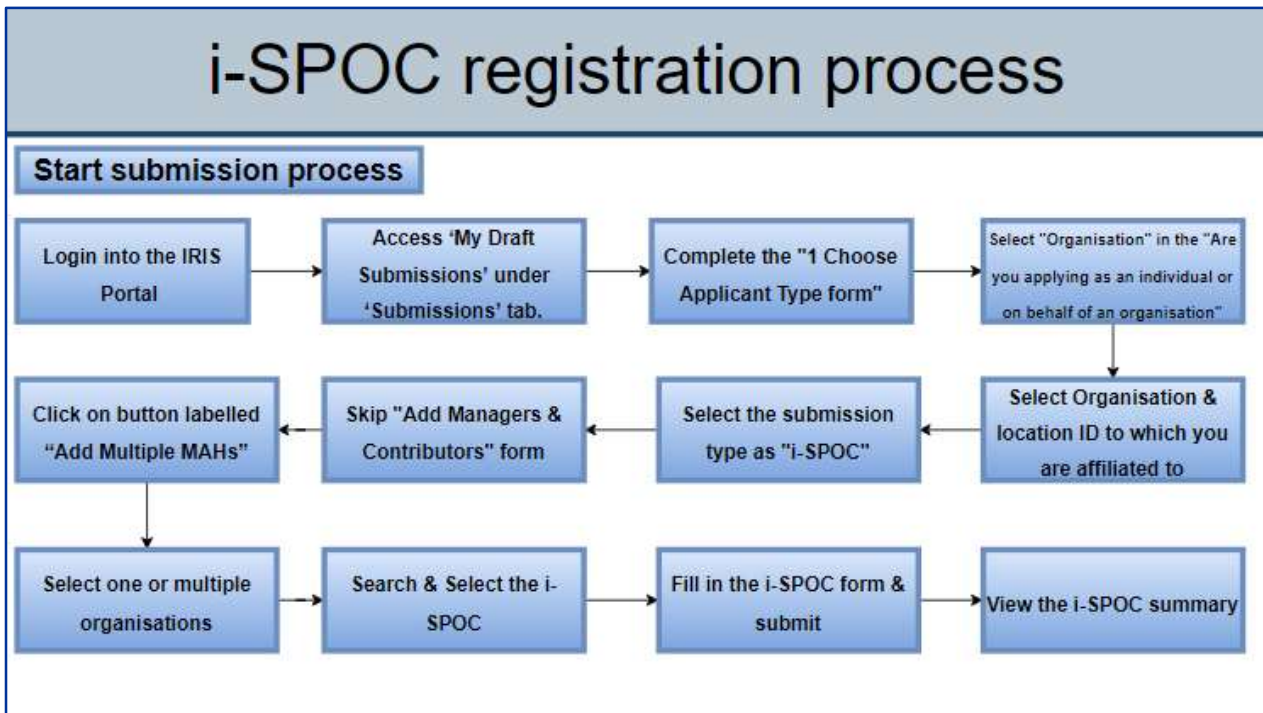 i-SPOC registration process
Start submission process
Login into the IRIS
Portal
Access ‘My Draft
Submissions’ under
‘Submissions’ tab.
Complete the "1 Choose
Applicant Type form"
Select "Organisation" in the "Are
you applying as an individual or
on behalf of an organisation"
Select Organisation &
location ID to which you
are affiliated to
Select the submission
type as "i-SPOC"
Skip "Add Managers &
Contributors" form
Click on button labelled
“Add Multiple MAHs”
Select one or multiple
organisations
Search & Select the i-
SPOC
Fill in the i-SPOC form &
submit
View the i-SPOC summary